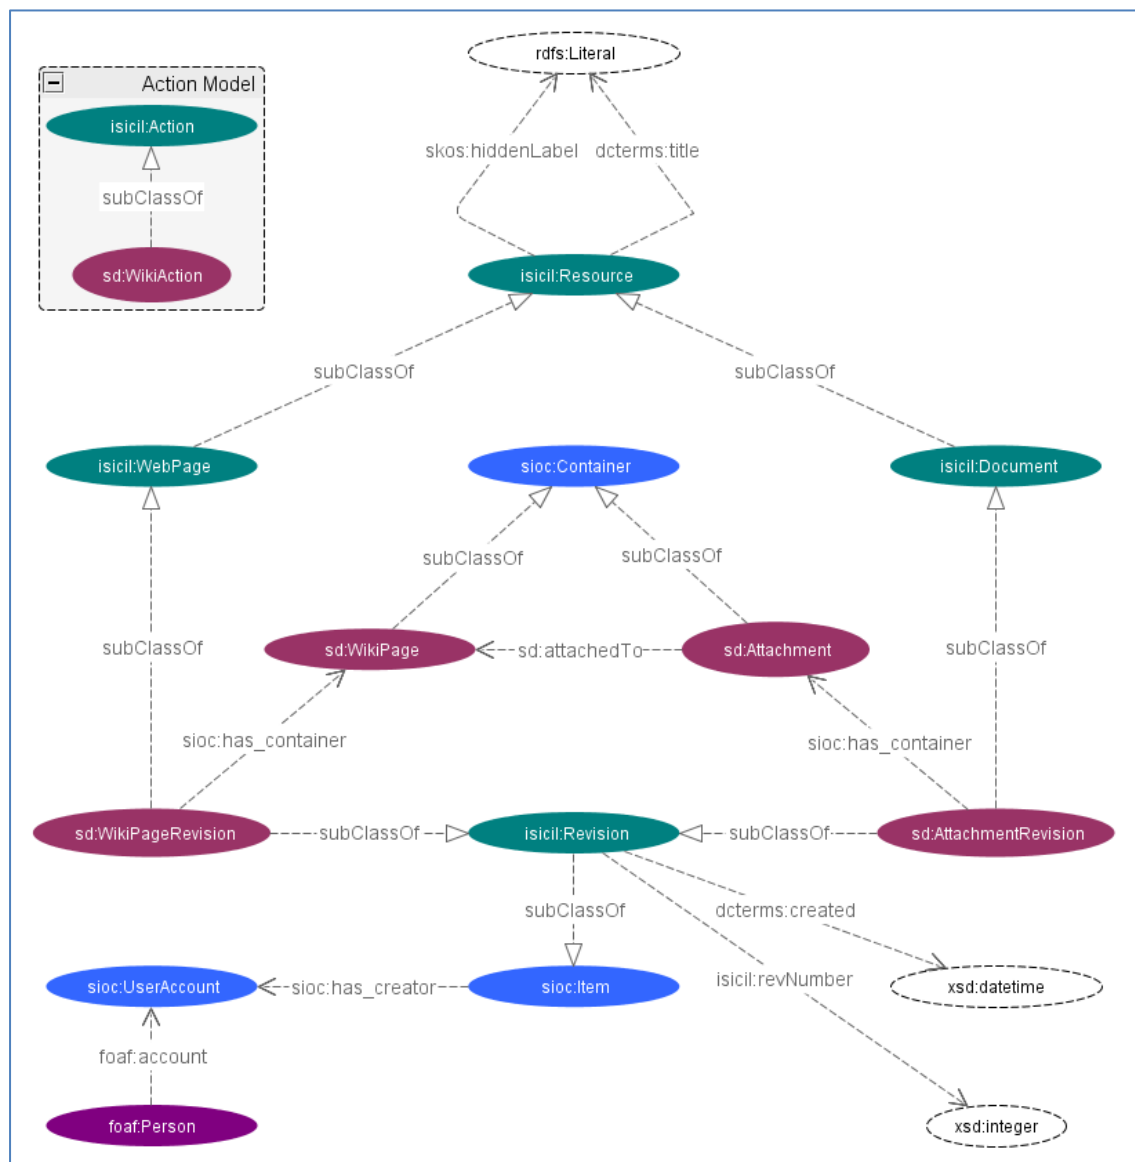 rdfs:Literal
Action Model
isicil:Action
skos:hiddenLabel
dcterms:title
subClassOf
sd:WikiAction
isicil:Resource
subClassOf
subClassOf
isicil:WebPage
sioc:Container
isicil:Document
subClassOf
subClassOf
subClassOf
sd:WikiPage
sd:attachedTo
sd:Attachment
subClassOf
sioc:has_container
sioc:has_container
sd:WikiPageRevision
subClassOf
isicil:Revision
subClassOf
sd:AttachmentRevision
subClassOf
dcterms:created
isicil:revNumber
sioc:UserAccount
sioc:has_creator
sioc:Item
xsd:datetime
foaf:account
foaf:Person
xsd:integer